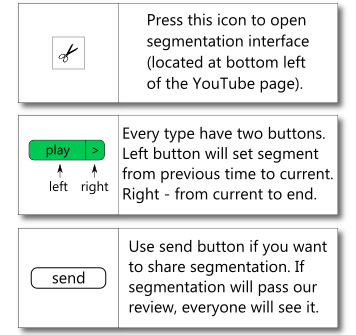 Press this icon to open
segmentation interface
(located at bottom left
of the YouTube page).
play >
left right
Every type have two buttons.
Left button will set segment
from previous time to current.
Right - from current to end.
send
Use send button if you want
to share segmentation. If
segmentation will pass our
review, everyone will see it.